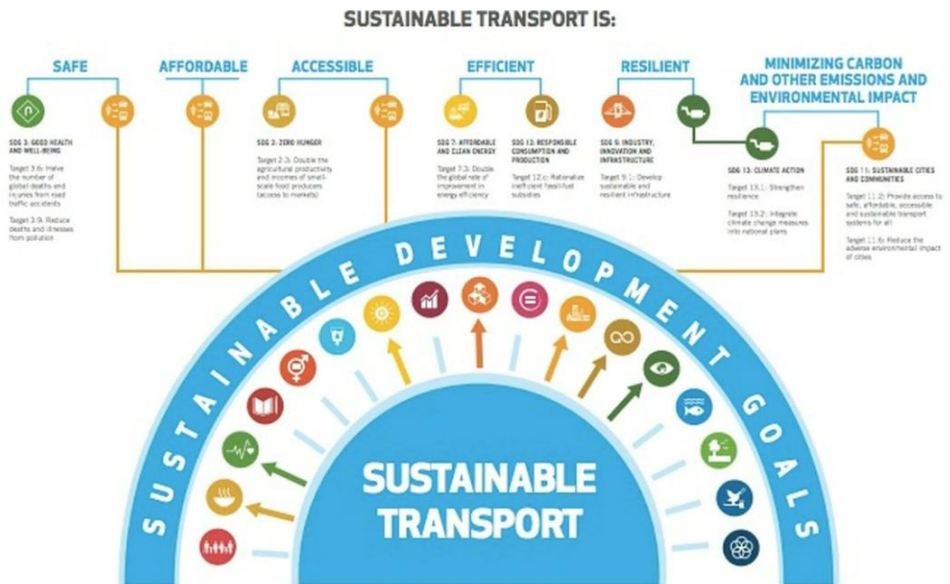 SUSTAINABLE TRANSPORT IS:
SAFE
AFFORDABLE
ACCESSIBLE
EFFICIENT
RESILIENT
MINIMIZING CARBON
AND OTHER EMISSIONS AND
ENVIRONMENTAL IMPACT
SDG 3: GOOD HEALTH
AND WELL-BEING
Target 3.6: Halve
the number of
global deaths and
injuries from road
traffic accidents
Target 3.9: Reduce
deaths and illnesses
from pollution
SDG 2: ZERO HUNGER
Target 2.3: Double the
agricultural productivity
and incomes of small-
scale food producers
(access to markets)
SDG 7: AFFORDABLE
AND CLEAN ENERGY
Target 7.3: Double
the global rate of
improvement in
energy efficiency
SDG 12: RESPONSIBLE
CONSUMPTION AND
PRODUCTION
Target 12.c: Rationalize
inefficient fossil-fuel
subsidies
SDG 9: INDUSTRY,
INNOVATION AND
INFRASTRUCTURE
Target 9.1: Develop
sustainable and
resilient infrastructure
SDG 13: CLIMATE ACTION
Target 13.1: Strengthen
resilience
Target 13.2: Integrate
climate change measures
into national plans
SDG 11: SUSTAINABLE CITIES
AND COMMUNITIES
Target 11.2: Provide access to
safe, affordable, accessible
and sustainable transport
systems for all
Target 11.6: Reduce the
adverse environmental impact
of cities
SUSTAINABLE DEVELOPMENT GOALS
SUSTAINABLE
TRANSPORT